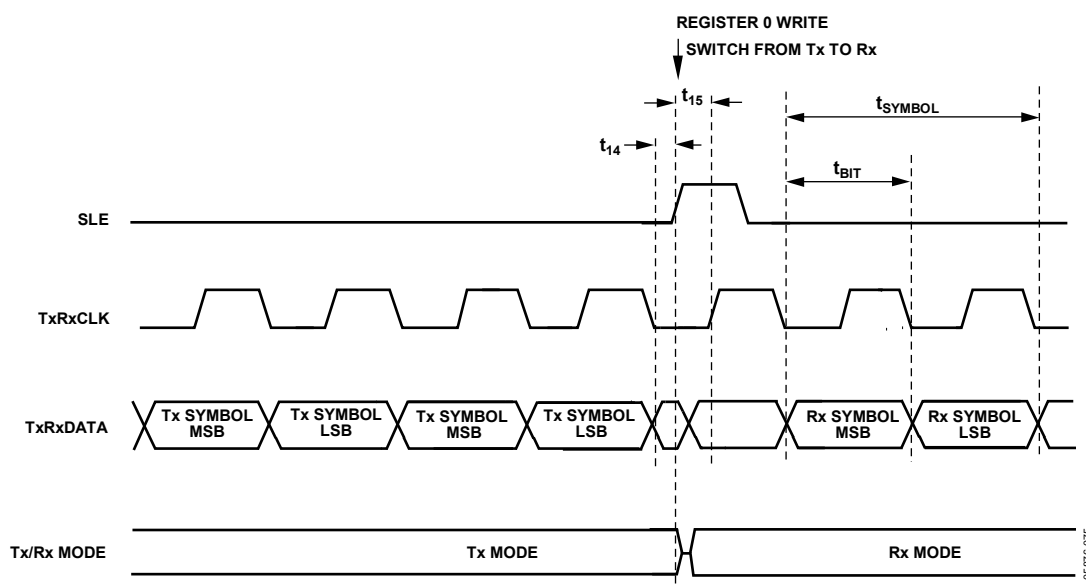 REGISTER 0 WRITE
SWITCH FROM Tx TO Rx
t15
tSYMBOL
t14
tBIT
SLE
TxRxCLK
TxRxDATA
Tx SYMBOL
MSB
Tx SYMBOL
LSB
Tx SYMBOL
MSB
Tx SYMBOL
LSB
Rx SYMBOL
MSB
Rx SYMBOL
LSB
Tx/Rx MODE
Tx MODE
Rx MODE